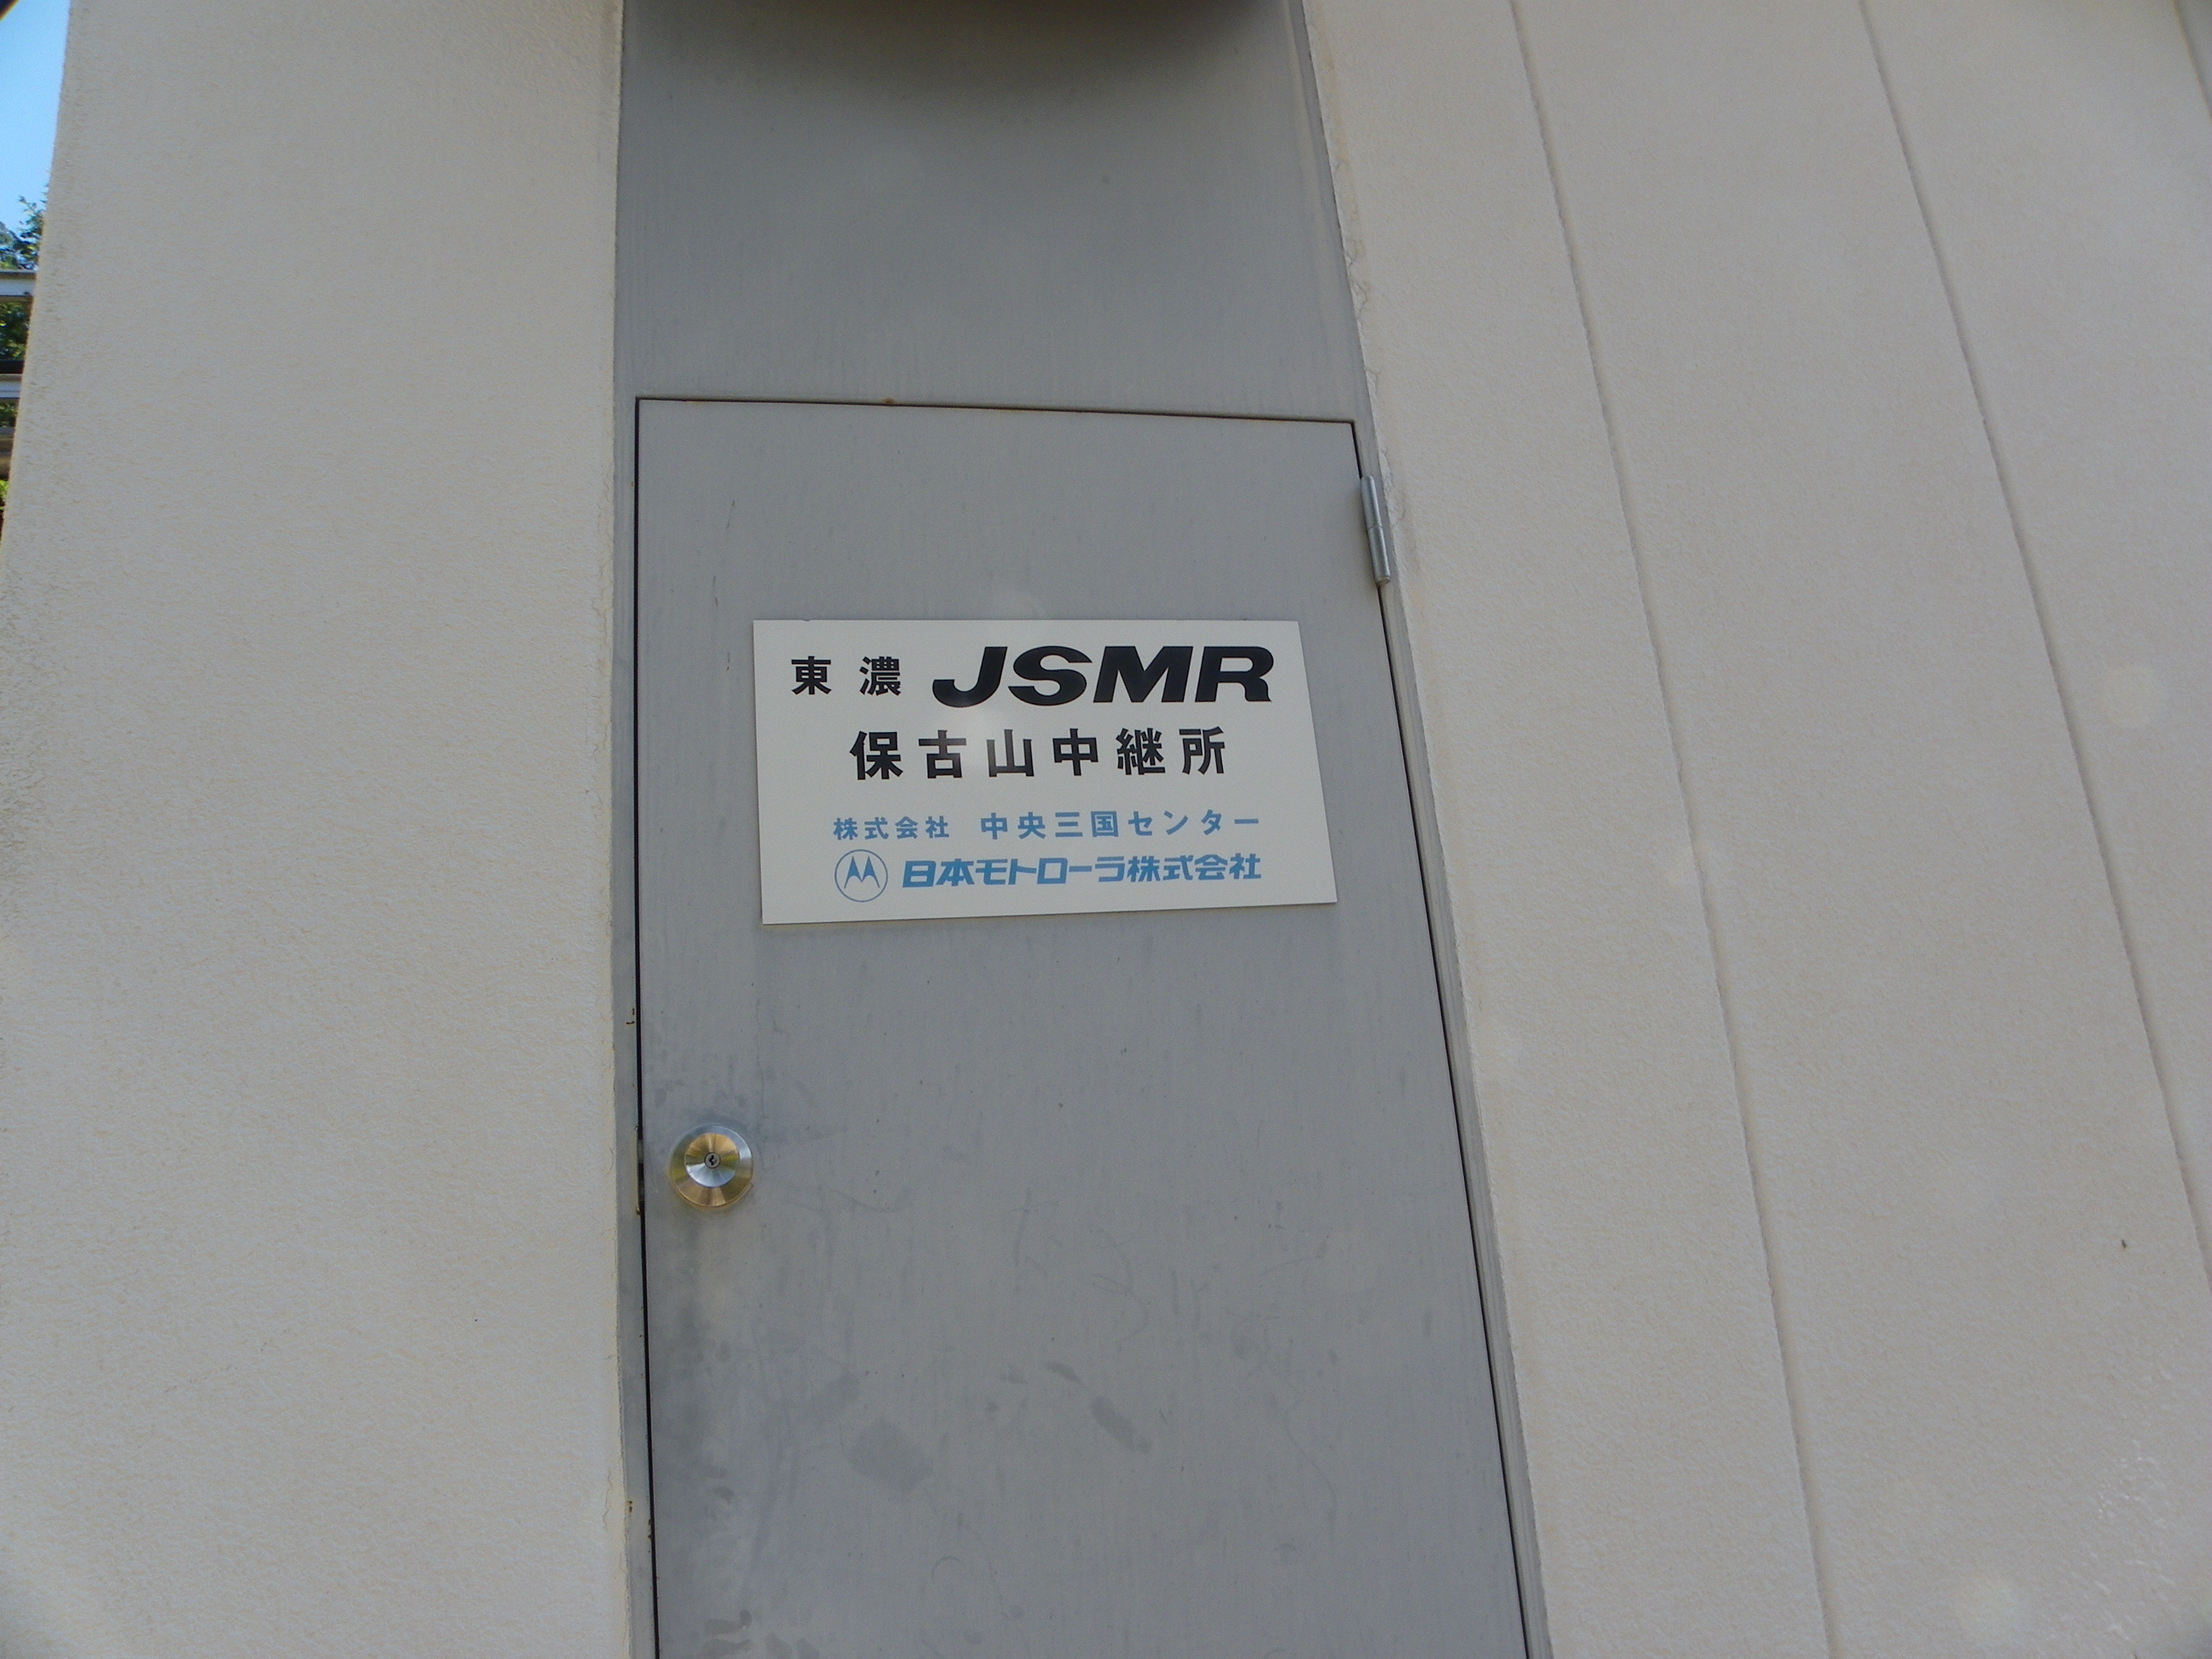 東濃 JSMR
保古山中継所
株式会社 中央三国センター
日本モトローラ株式会社